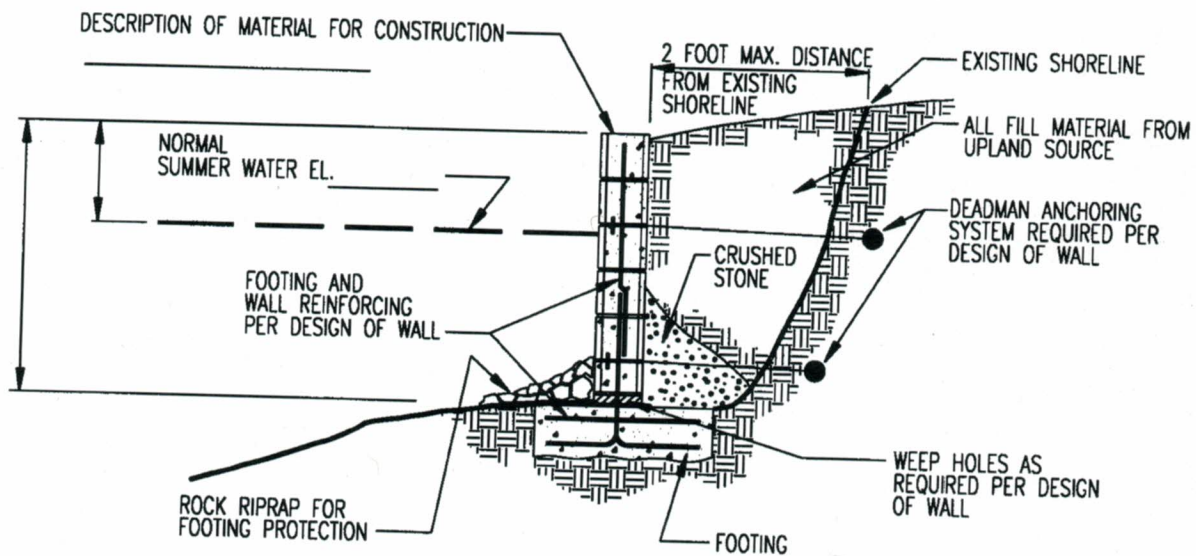 DESCRIPTION OF MATERIAL FOR CONSTRUCTION
2 FOOT MAX. DISTANCE
FROM EXISTING
SHORELINE
EXISTING SHORELINE
ALL FILL MATERIAL FROM
UPLAND SOURCE
NORMAL
SUMMER WATER EL.
DEADMAN ANCHORING
SYSTEM REQUIRED PER
DESIGN OF WALL
CRUSHED
STONE
FOOTING AND
WALL REINFORCING
PER DESIGN OF WALL
WEEP HOLES AS
REQUIRED PER DESIGN
OF WALL
ROCK RIPRAP FOR
FOOTING PROTECTION
FOOTING